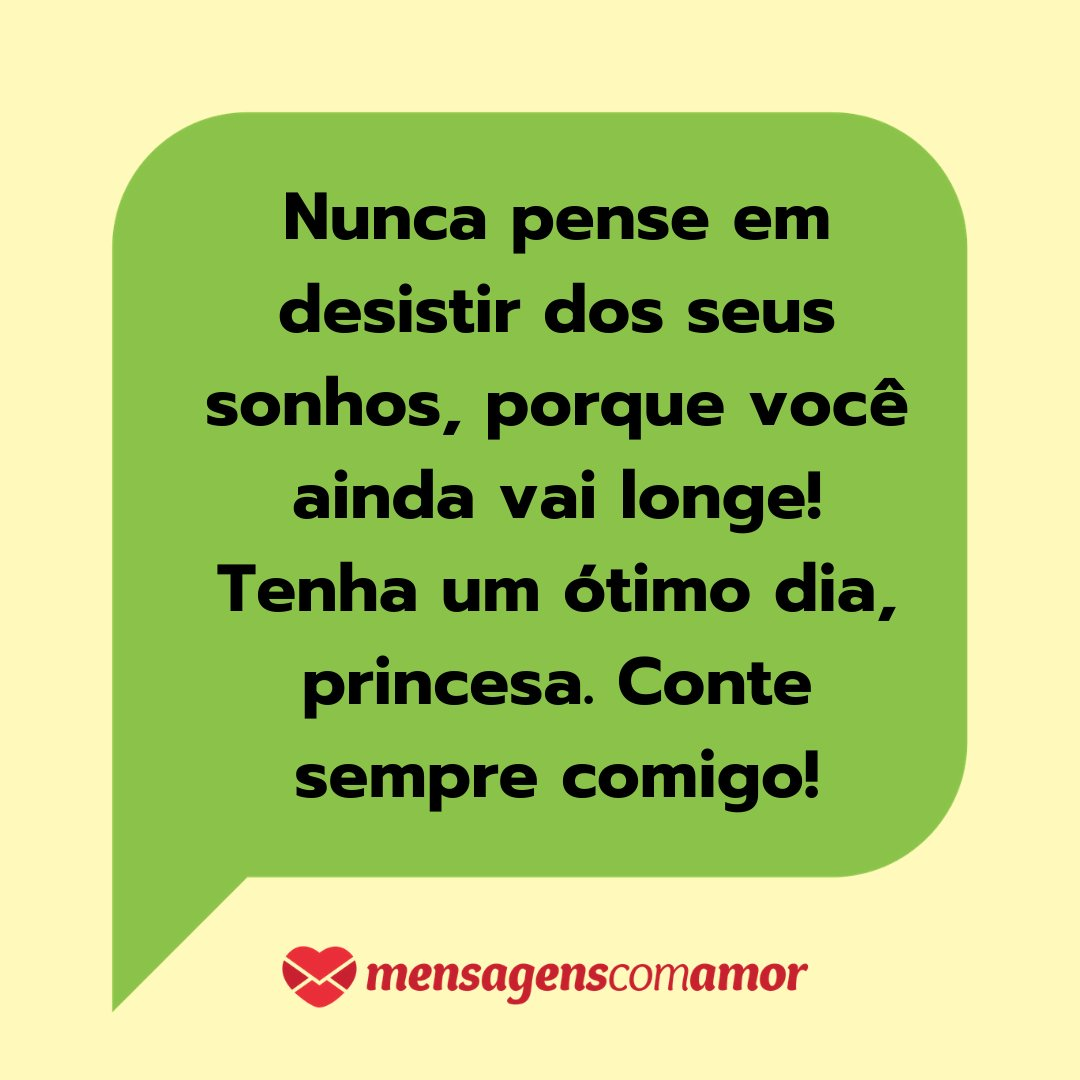 Nunca pense em
desistir dos seus
sonhos, porque você
ainda vai longe!
Tenha um ótimo dia,
princesa. Conte
sempre comigo!
mensagenscomamor